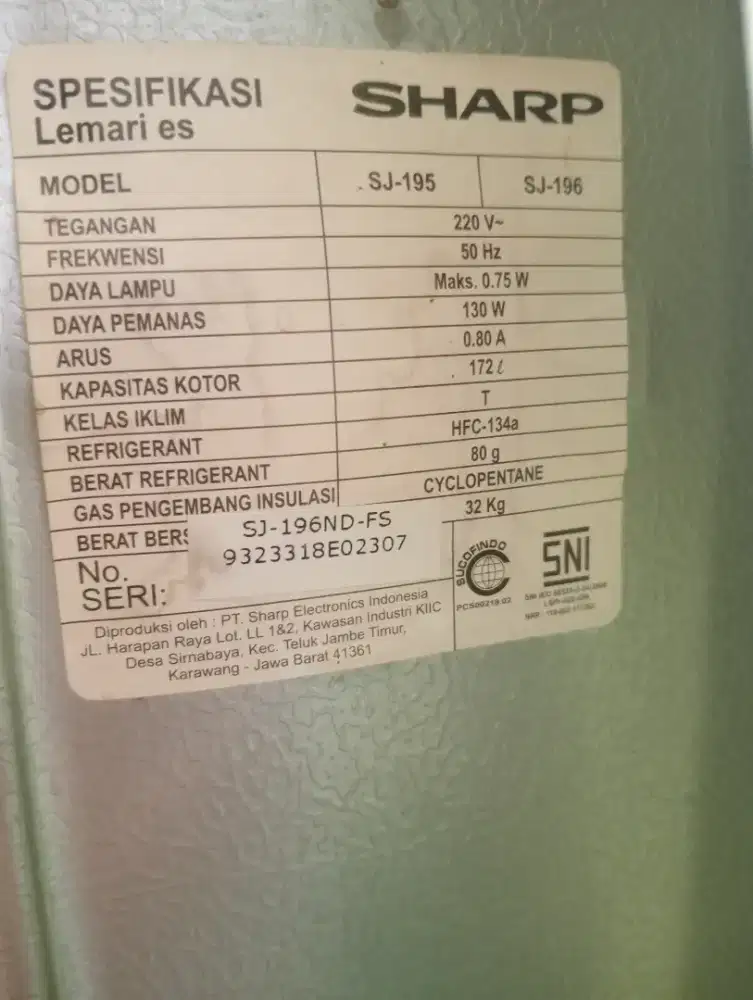 SPESIFIKASI
Lemari es
SHARP
MODEL SJ-195 SJ-196
TEGANGAN 220 V~
FREKWENSI 50 Hz
DAYA LAMPU Maks. 0.75 W
DAYA PEMANAS 130 W
ARUS 0.80 A
KAPASITAS KOTOR 172 ℓ
KELAS IKLIM T
REFRIGERANT HFC-134a
BERAT REFRIGERANT 80 g
GAS PENGEMBANG INSULASI CYCLOPENTANE
BERAT BERS 32 Kg
No.
SERI:
SJ-196ND-FS
9323318E02307
SUCOFINDO
SNI
Diproduksi oleh : PT. Sharp Electronics Indonesia
JL. Harapan Raya Lot. LL 1&2, Kawasan Industri KIIC
Desa Sirnabaya, Kec. Teluk Jambe Timur,
Karawang - Jawa Barat 41361